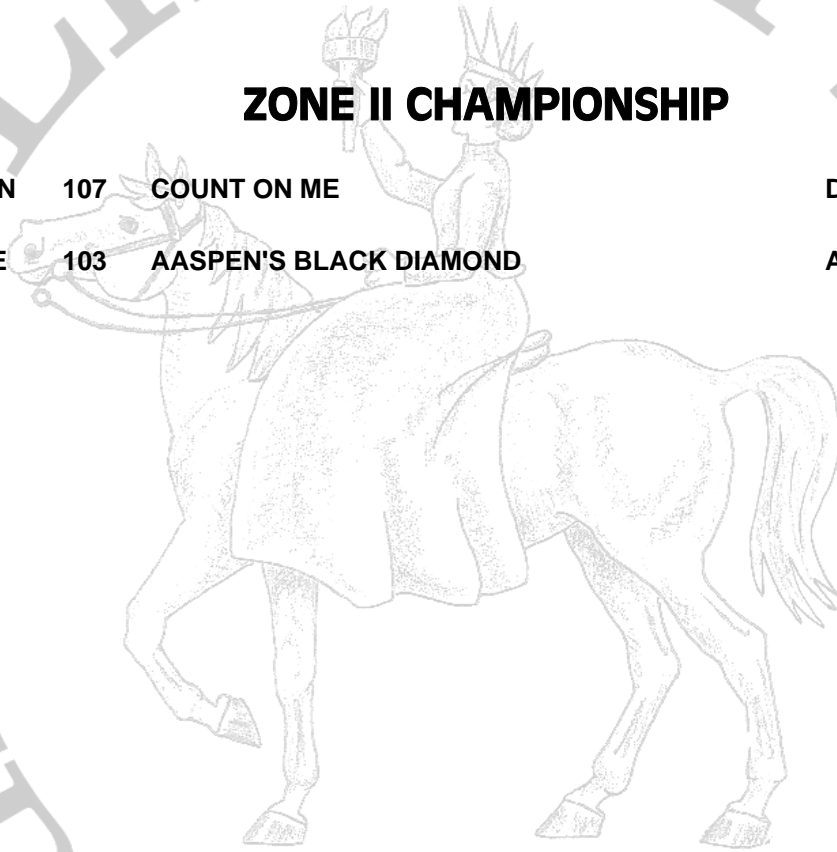 ZONE II CHAMPIONSHIP
N 107 COUNT ON ME D
E 103 AASPEN'S BLACK DIAMOND A